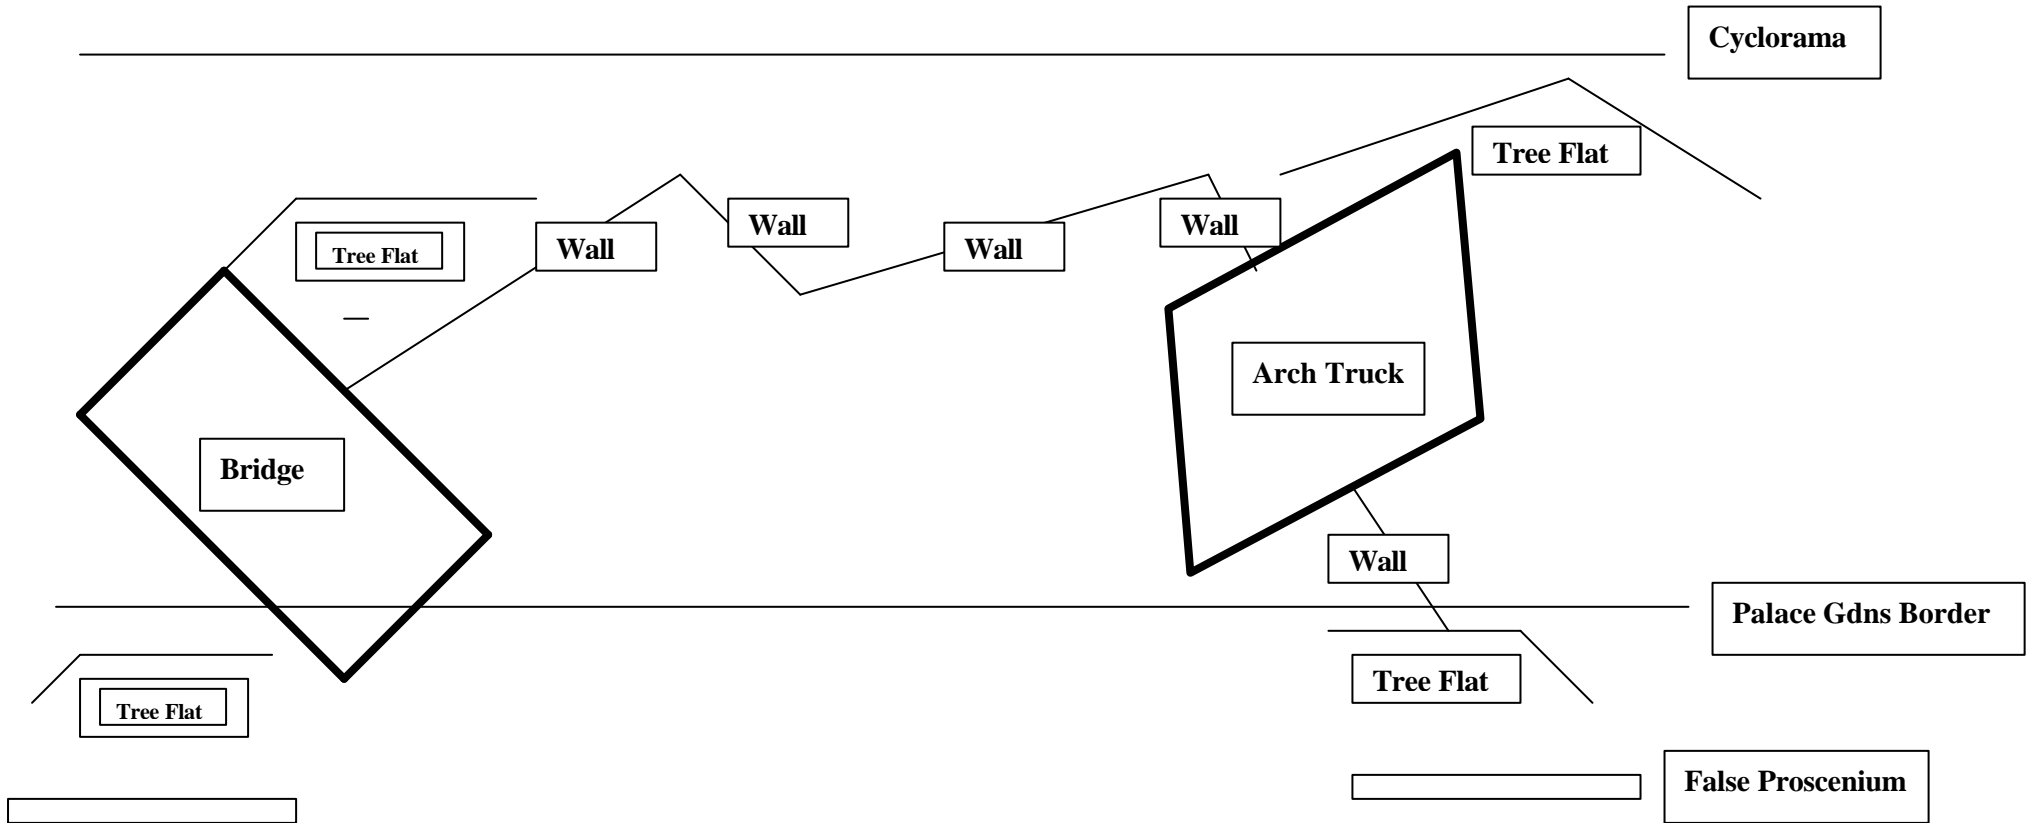 Cyclorama
Tree Flat
Wall
Wall
Wall
Wall
Tree Flat
Arch Truck
Bridge
Wall
Palace Gdns Border
Tree Flat
Tree Flat
False Proscenium